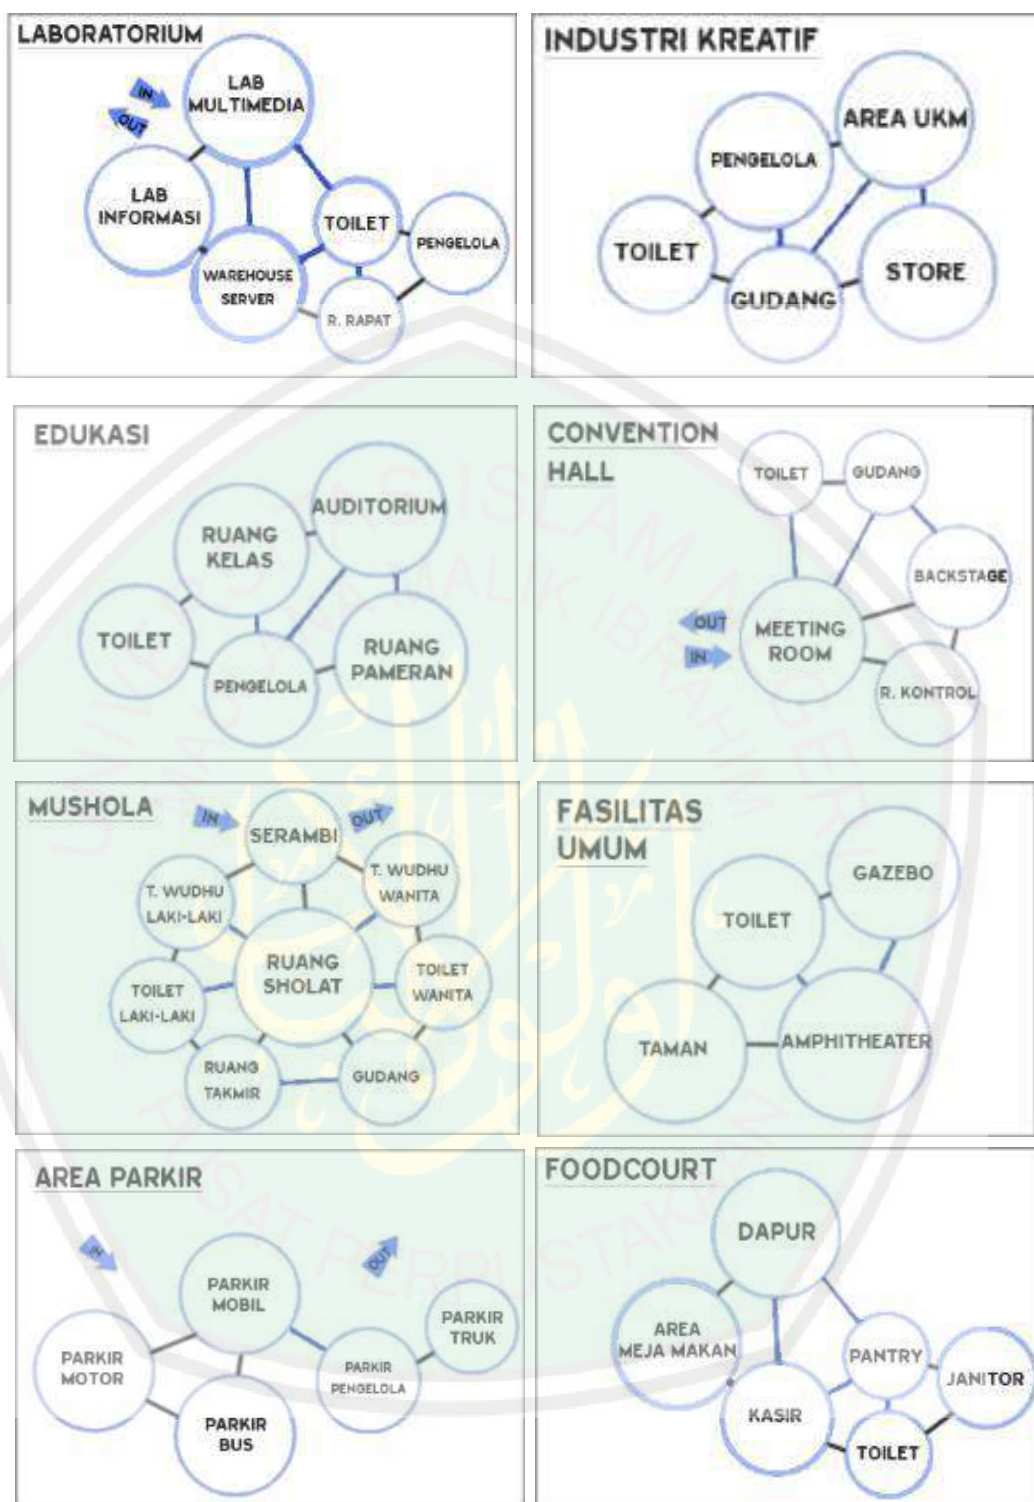 LABORATORIUM
LAB
MULTIMEDIA
IN
OUT
LAB
INFORMASI
TOILET
PENGELOLA
WAREHOUSE
SERVER
R. RAPAT
INDUSTRI KREATIF
AREA UKM
PENGELOLA
TOILET
STORE
GUDANG
EDUKASI
AUDITORIUM
RUANG
KELAS
TOILET
RUANG
PAMERAN
PENGELOLA
CONVENTION
HALL
TOILET
GUDANG
BACKSTAGE
OUT
IN
MEETING
ROOM
R. KONTROL
MUSHOLA
IN
SERAMBI
OUT
T. WUDHU
LAKI-LAKI
T. WUDHU
WANITA
RUANG
SHOLAT
TOILET
LAKI-LAKI
TOILET
WANITA
RUANG
TAKMIR
GUDANG
FASILITAS
UMUM
GAZEBO
TOILET
TAMAN
AMPHITHEATER
AREA PARKIR
IN
OUT
PARKIR
MOBIL
PARKIR
TRUK
PARKIR
MOTOR
PARKIR
PENGELOLA
PARKIR
BUS
FOODCOURT
DAPUR
AREA
MEJA MAKAN
PANTRY
JANITOR
KASIR
TOILET